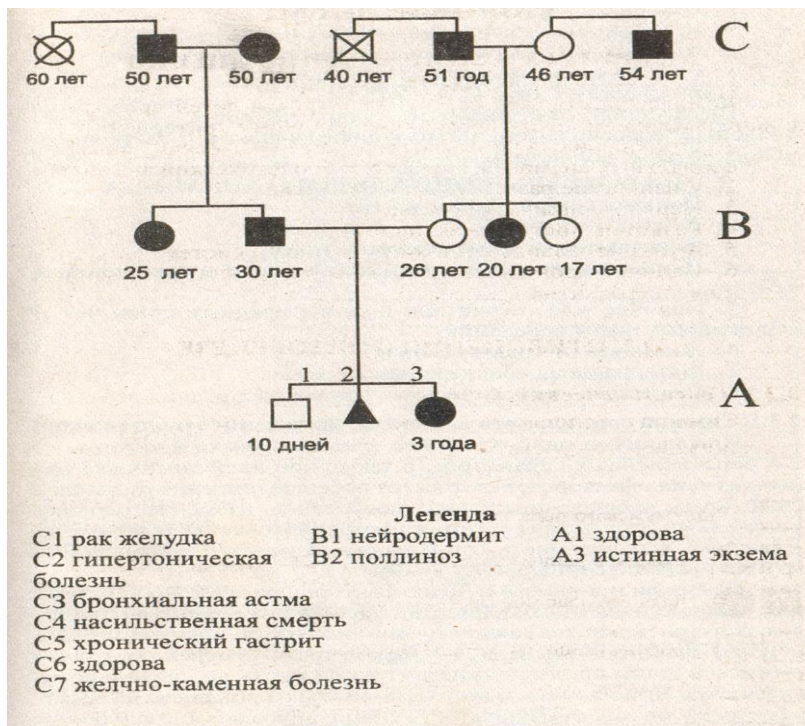 C
60 лет 50 лет 50 лет 40 лет 51 год 46 лет 54 лет
B
25 лет 30 лет 26 лет 20 лет 17 лет
1 2 3
A
10 дней 3 года
Легенда
С1 рак желудка В1 нейродермит А1 здорова
С2 гипертоническая В2 поллиноз А3 истинная экзема
болезнь
С3 бронхиальная астма
С4 насильственная смерть
С5 хронический гастрит
С6 здорова
С7 желчно-каменная болезнь